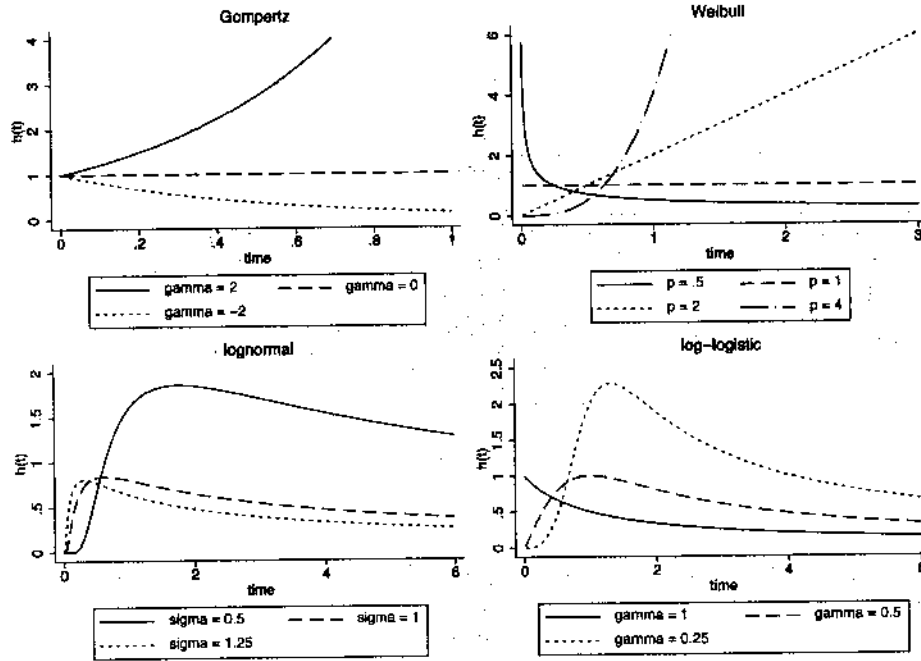 Gompertz
4
3
2
1
0
h(t)
0
.2
.4
.6
.8
1
time
gamma = 2
gamma = 0
gamma = −2
Weibull
6
4
2
0
h(t)
0
1
2
3
time
p = .5
p = 1
p = 2
p = 4
lognormal
2
1.5
1
.5
0
h(t)
0
2
4
6
time
sigma = 0.5
sigma = 1
sigma = 1.25
log−logistic
2.5
2
1.5
1
.5
0
h(t)
0
2
4
6
time
gamma = 1
gamma = 0.5
gamma = 0.25